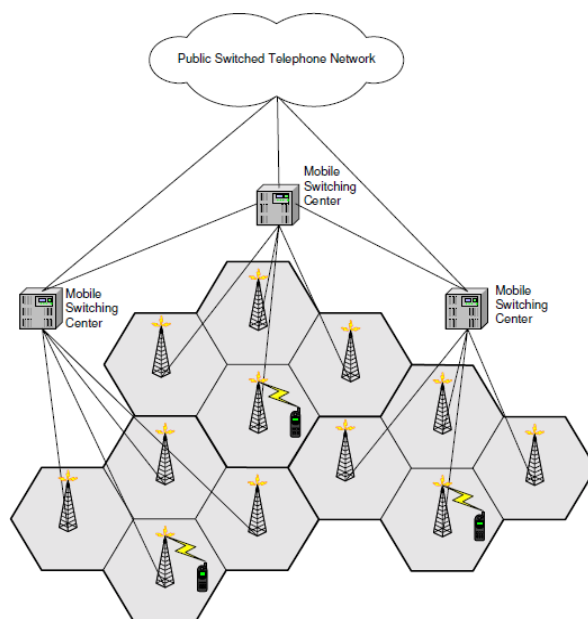 Public Switched Telephone Network
Mobile
Switching
Center
Mobile
Switching
Center
Mobile
Switching
Center